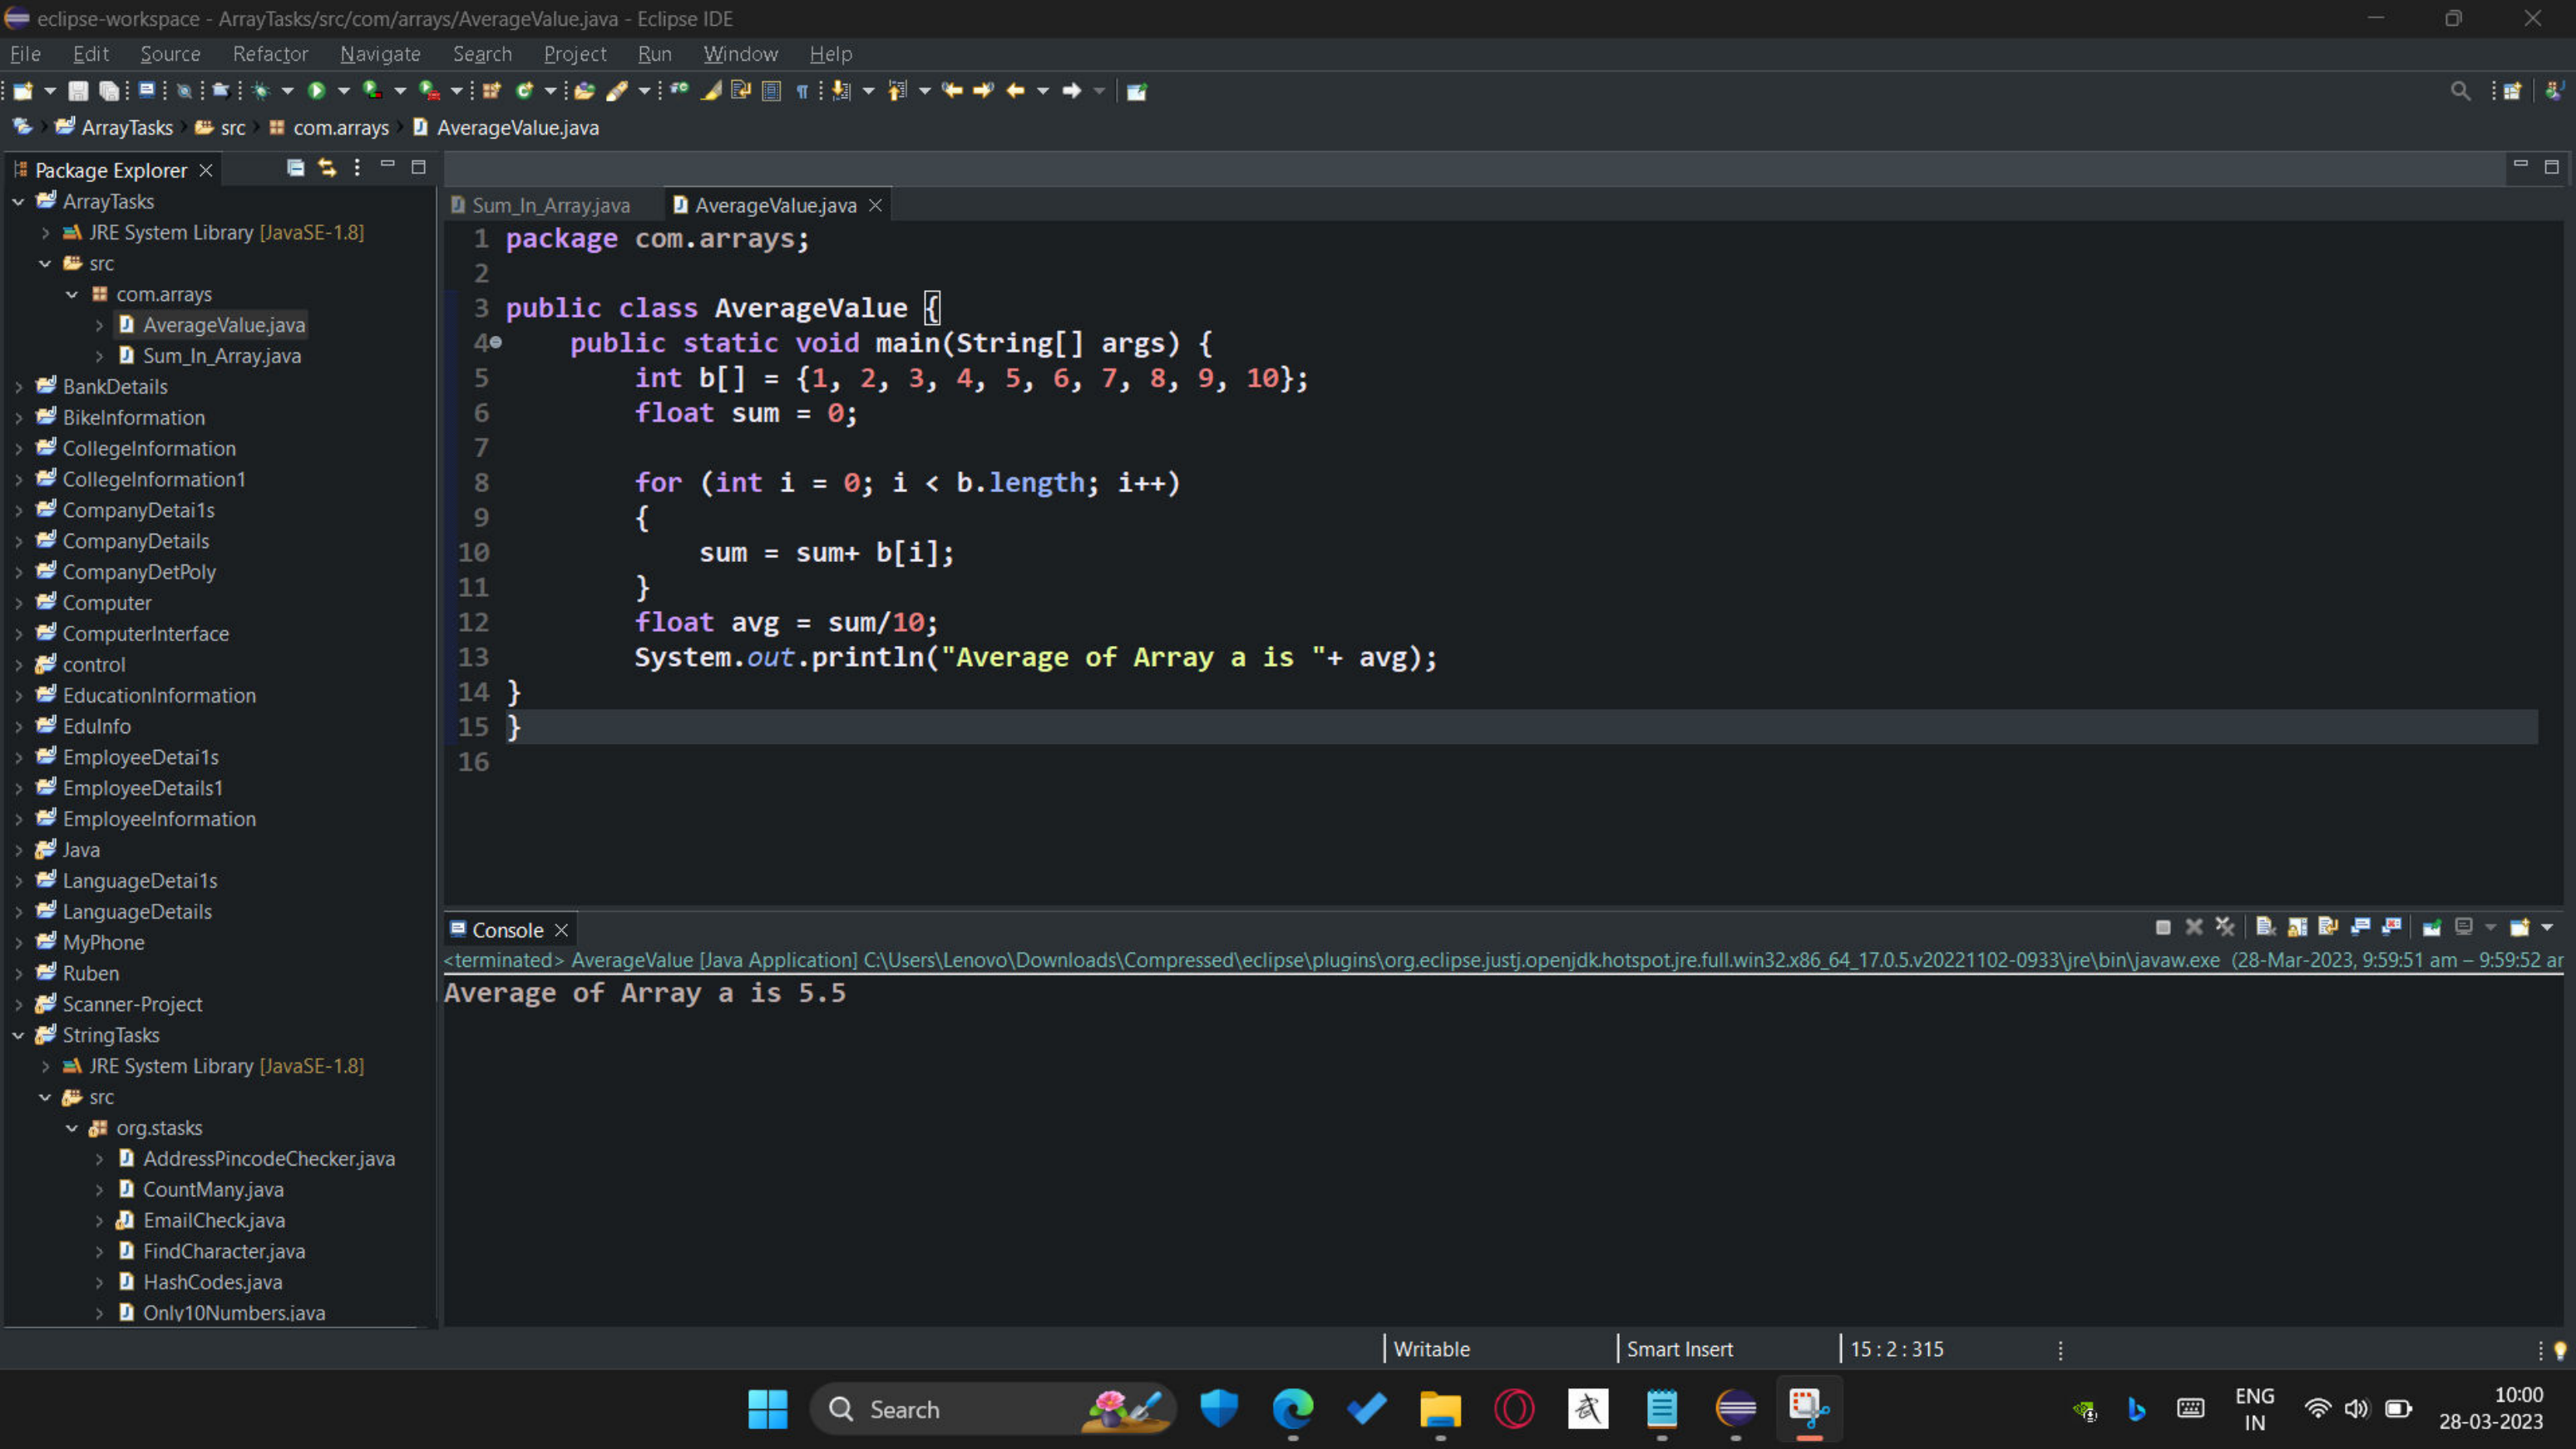 eclipse-workspace - ArrayTasks/src/com/arrays/AverageValue.java - Eclipse IDE
File Edit Source Refactor Navigate Search Project Run Window Help
ArrayTasks src com.arrays AverageValue.java
Package Explorer
ArrayTasks
JRE System Library [JavaSE-1.8]
src
com.arrays
AverageValue.java
Sum_In_Array.java
BankDetails
BikeInformation
CollegeInformation
CollegeInformation1
CompanyDetai1s
CompanyDetails
CompanyDetPoly
Computer
ComputerInterface
control
EducationInformation
EduInfo
EmployeeDetai1s
EmployeeDetails1
EmployeeInformation
Java
LanguageDetai1s
LanguageDetails
MyPhone
Ruben
Scanner-Project
StringTasks
JRE System Library [JavaSE-1.8]
src
org.stasks
AddressPincodeChecker.java
CountMany.java
EmailCheck.java
FindCharacter.java
HashCodes.java
Only10Numbers.java
Sum_In_Array.java AverageValue.java
1 package com.arrays;
2
3 public class AverageValue {
4 public static void main(String[] args) {
5 int b[] = {1, 2, 3, 4, 5, 6, 7, 8, 9, 10};
6 float sum = 0;
7
8 for (int i = 0; i < b.length; i++)
9 {
10 sum = sum+ b[i];
11 }
12 float avg = sum/10;
13 System.out.println("Average of Array a is "+ avg);
14 }
15 }
16
Console
<terminated> AverageValue [Java Application] C:\Users\Lenovo\Downloads\Compressed\eclipse\plugins\org.eclipse.justj.openjdk.hotspot.jre.full.win32.x86_64_17.0.5.v20221102-0933\jre\bin\javaw.exe (28-Mar-2023, 9:59:51 am – 9:59:52 ar
Average of Array a is 5.5
Writable Smart Insert 15 : 2 : 315
Search
武
ENG
IN
10:00
28-03-2023